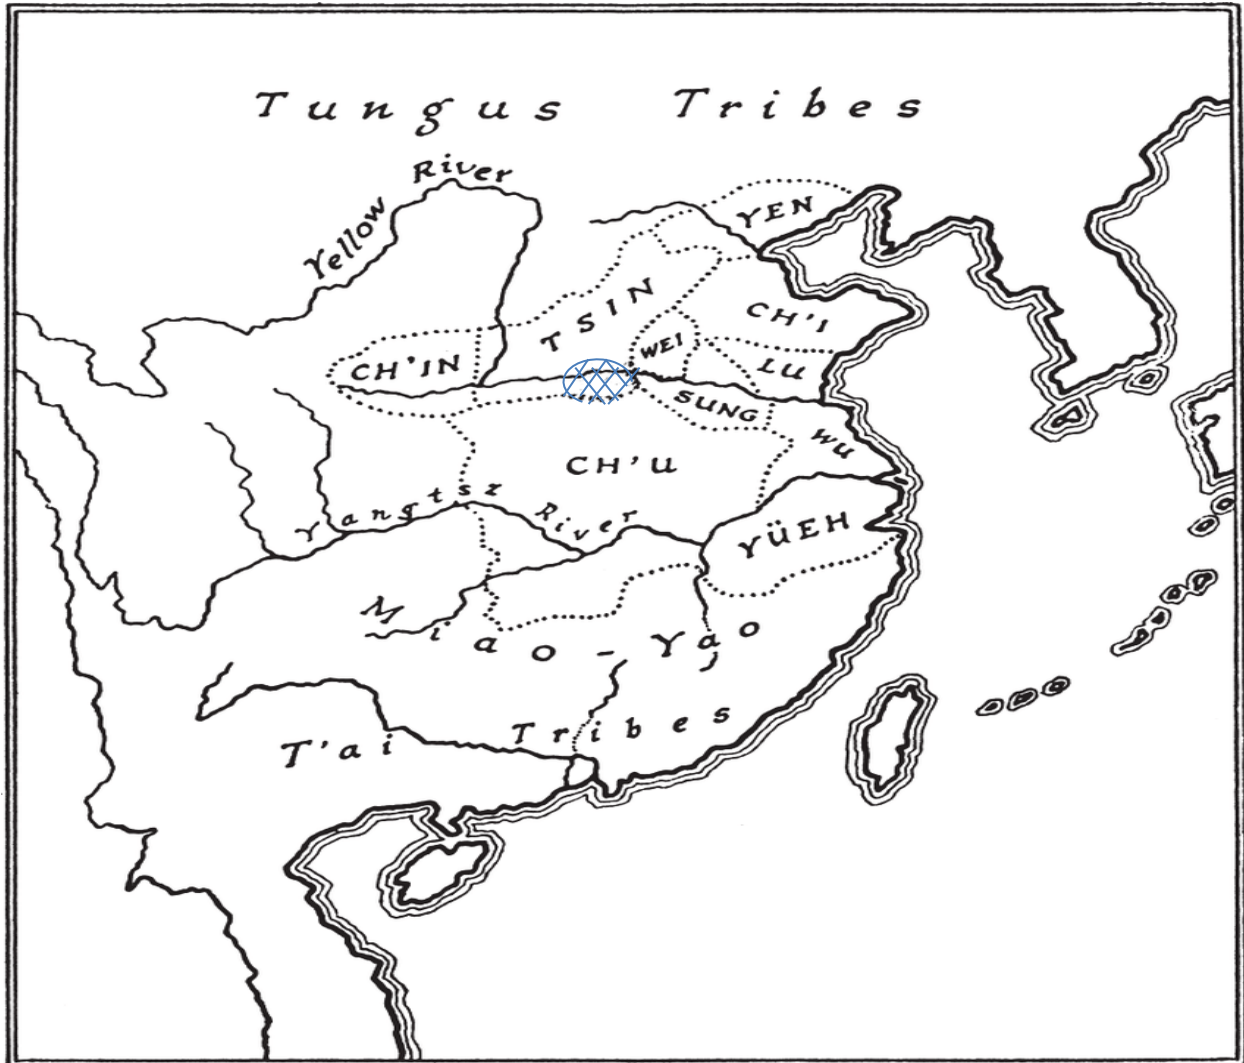 Tungus Tribes
Yellow River
YEN
TSIN
CH'I
WEI
CH'IN
LU
SUNG
WU
CH'U
Yangtsz River
YÜEH
Miao-Yao
Tribes
T'ai